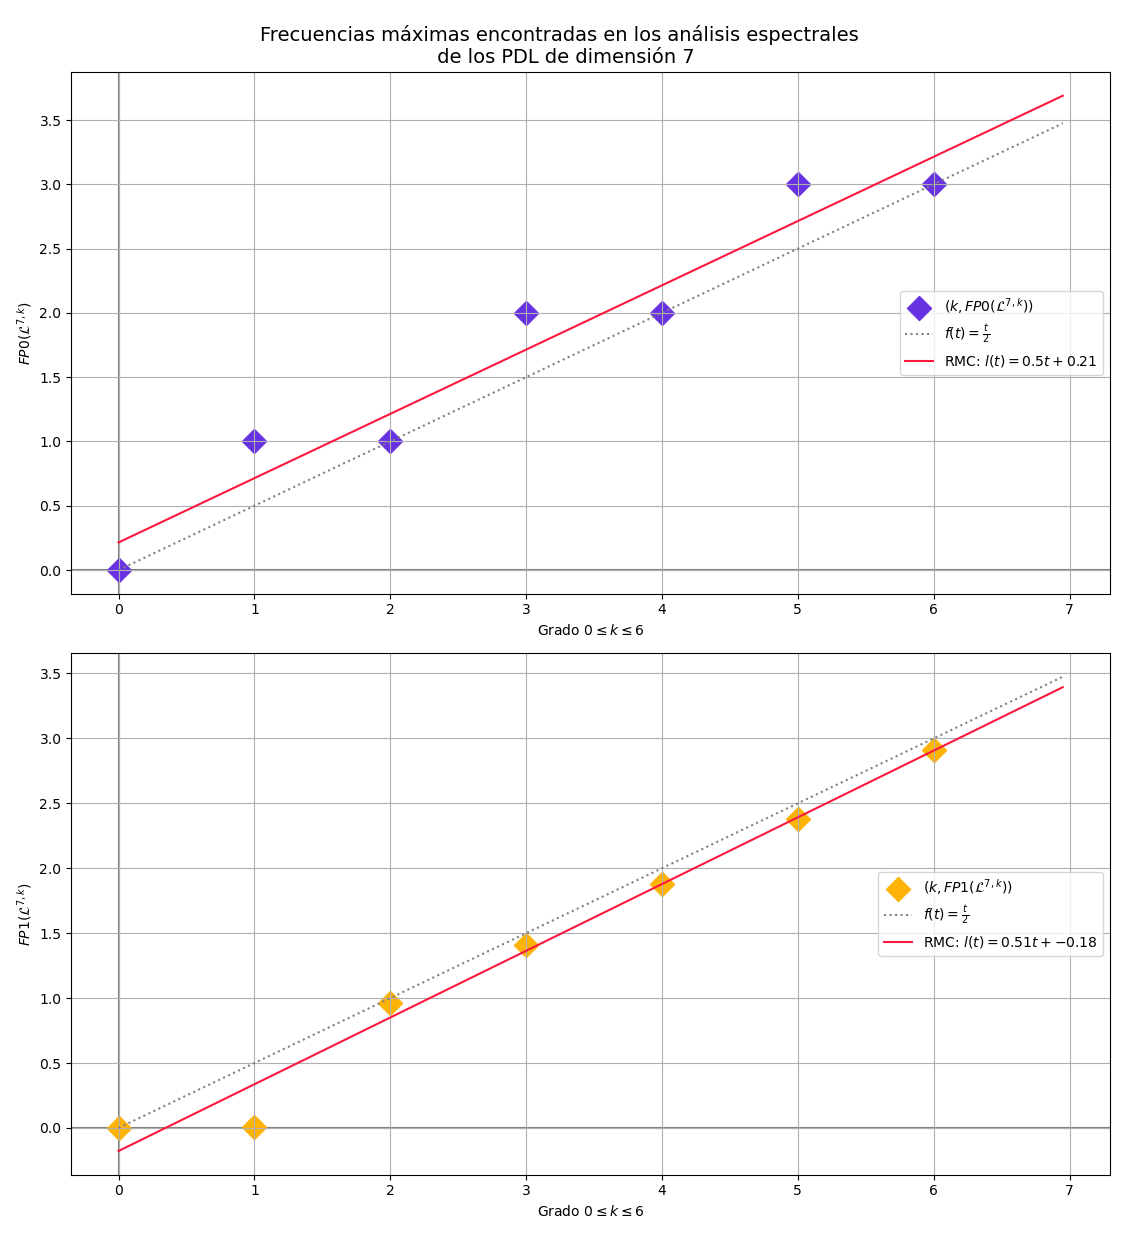 Frecuencias máximas encontradas en los análisis espectrales
de los PDL de dimensión 7
3.5
3.0
2.5
2.0
1.5
1.0
0.5
0.0
FP0(ℒ^{7,k})
(k, FP0(ℒ^{7,k}))
f(t) = t/2
RMC: l(t) = 0.5t + 0.21
0 1 2 3 4 5 6 7
Grado 0 ≤ k ≤ 6
3.5
3.0
2.5
2.0
1.5
1.0
0.5
0.0
FP1(ℒ^{7,k})
(k, FP1(ℒ^{7,k}))
f(t) = t/2
RMC: l(t) = 0.51t + −0.18
0 1 2 3 4 5 6 7
Grado 0 ≤ k ≤ 6